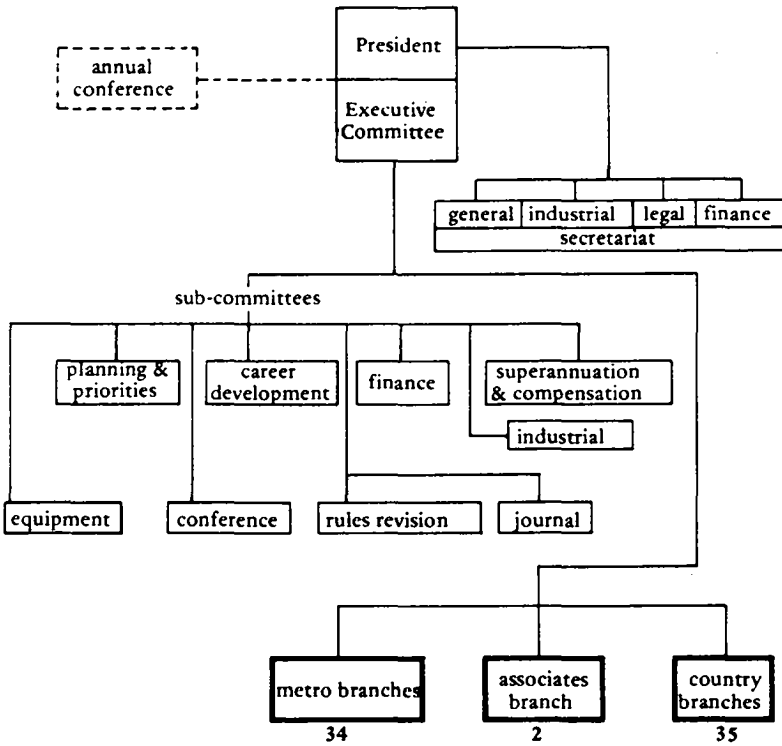 President
annual
conference
Executive
Committee
general industrial legal finance
secretariat
sub-committees
planning &
priorities
career
development
finance
superannuation
& compensation
industrial
equipment
conference
rules revision
journal
metro branches
associates
branch
country
branches
34
2
35